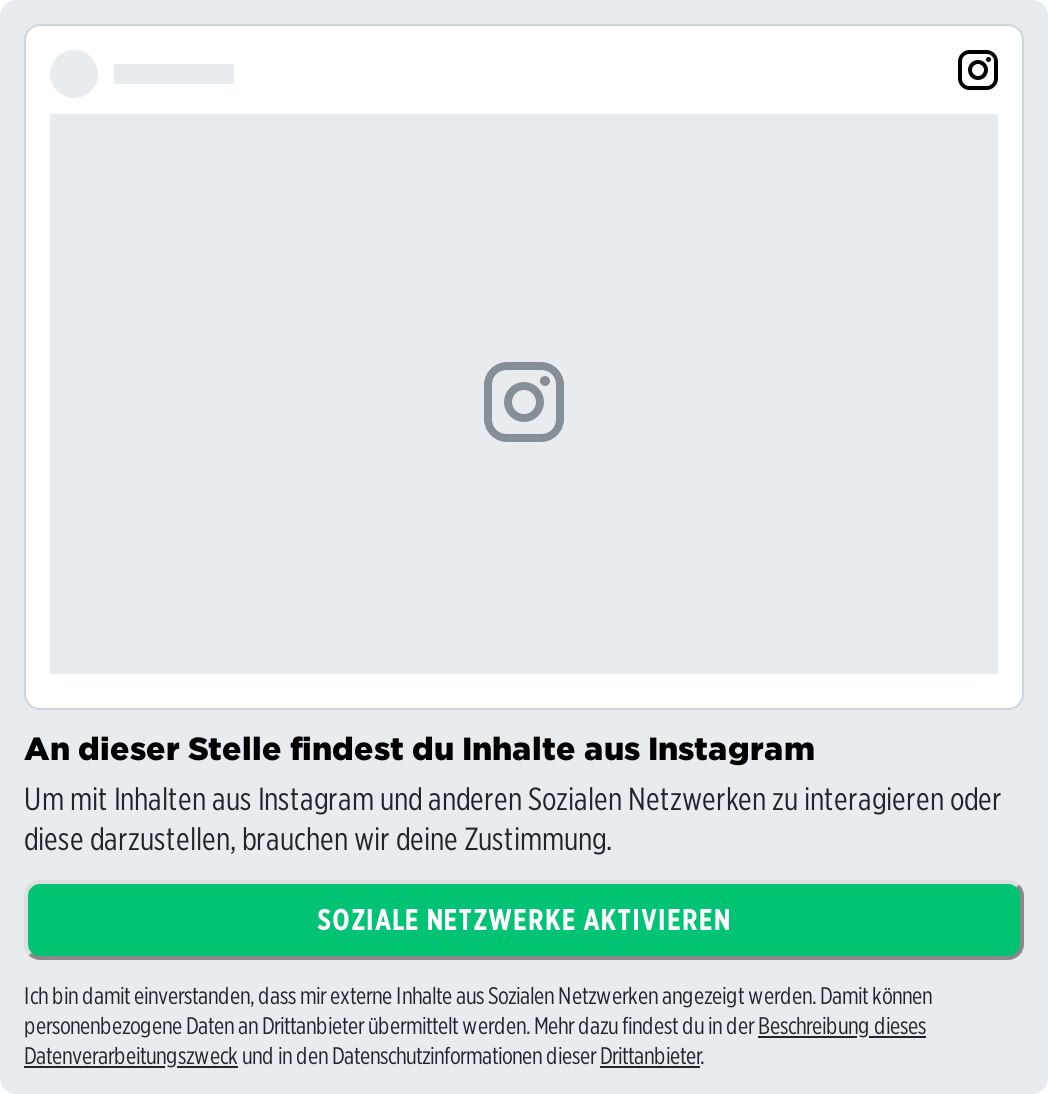 An dieser Stelle findest du Inhalte aus Instagram
Um mit Inhalten aus Instagram und anderen Sozialen Netzwerken zu interagieren oder
diese darzustellen, brauchen wir deine Zustimmung.
SOZIALE NETZWERKE AKTIVIEREN
Ich bin damit einverstanden, dass mir externe Inhalte aus Sozialen Netzwerken angezeigt werden. Damit können
personenbezogene Daten an Drittanbieter übermittelt werden. Mehr dazu findest du in der Beschreibung dieses
Datenverarbeitungszweck und in den Datenschutzinformationen dieser Drittanbieter.